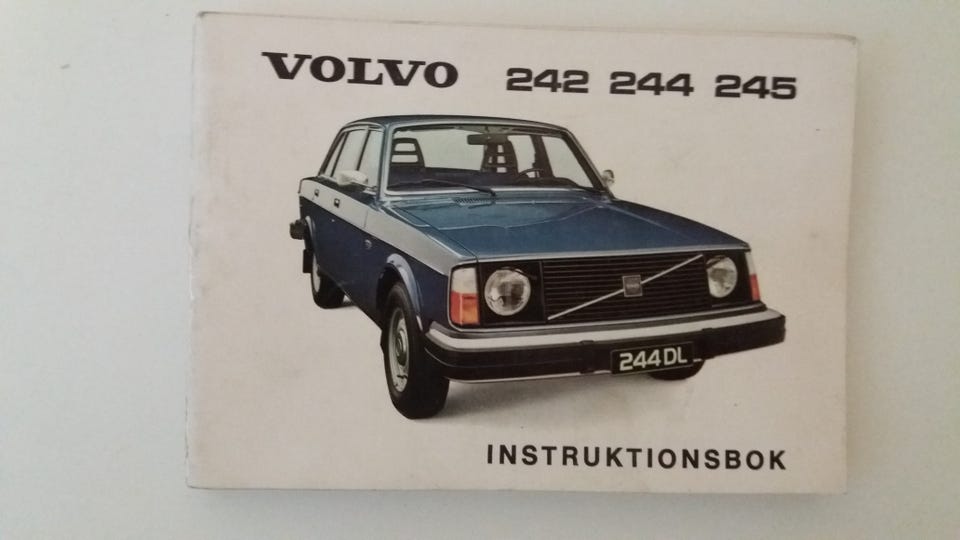 VOLVO 242 244 245
244 DL
INSTRUKTIONSBOK